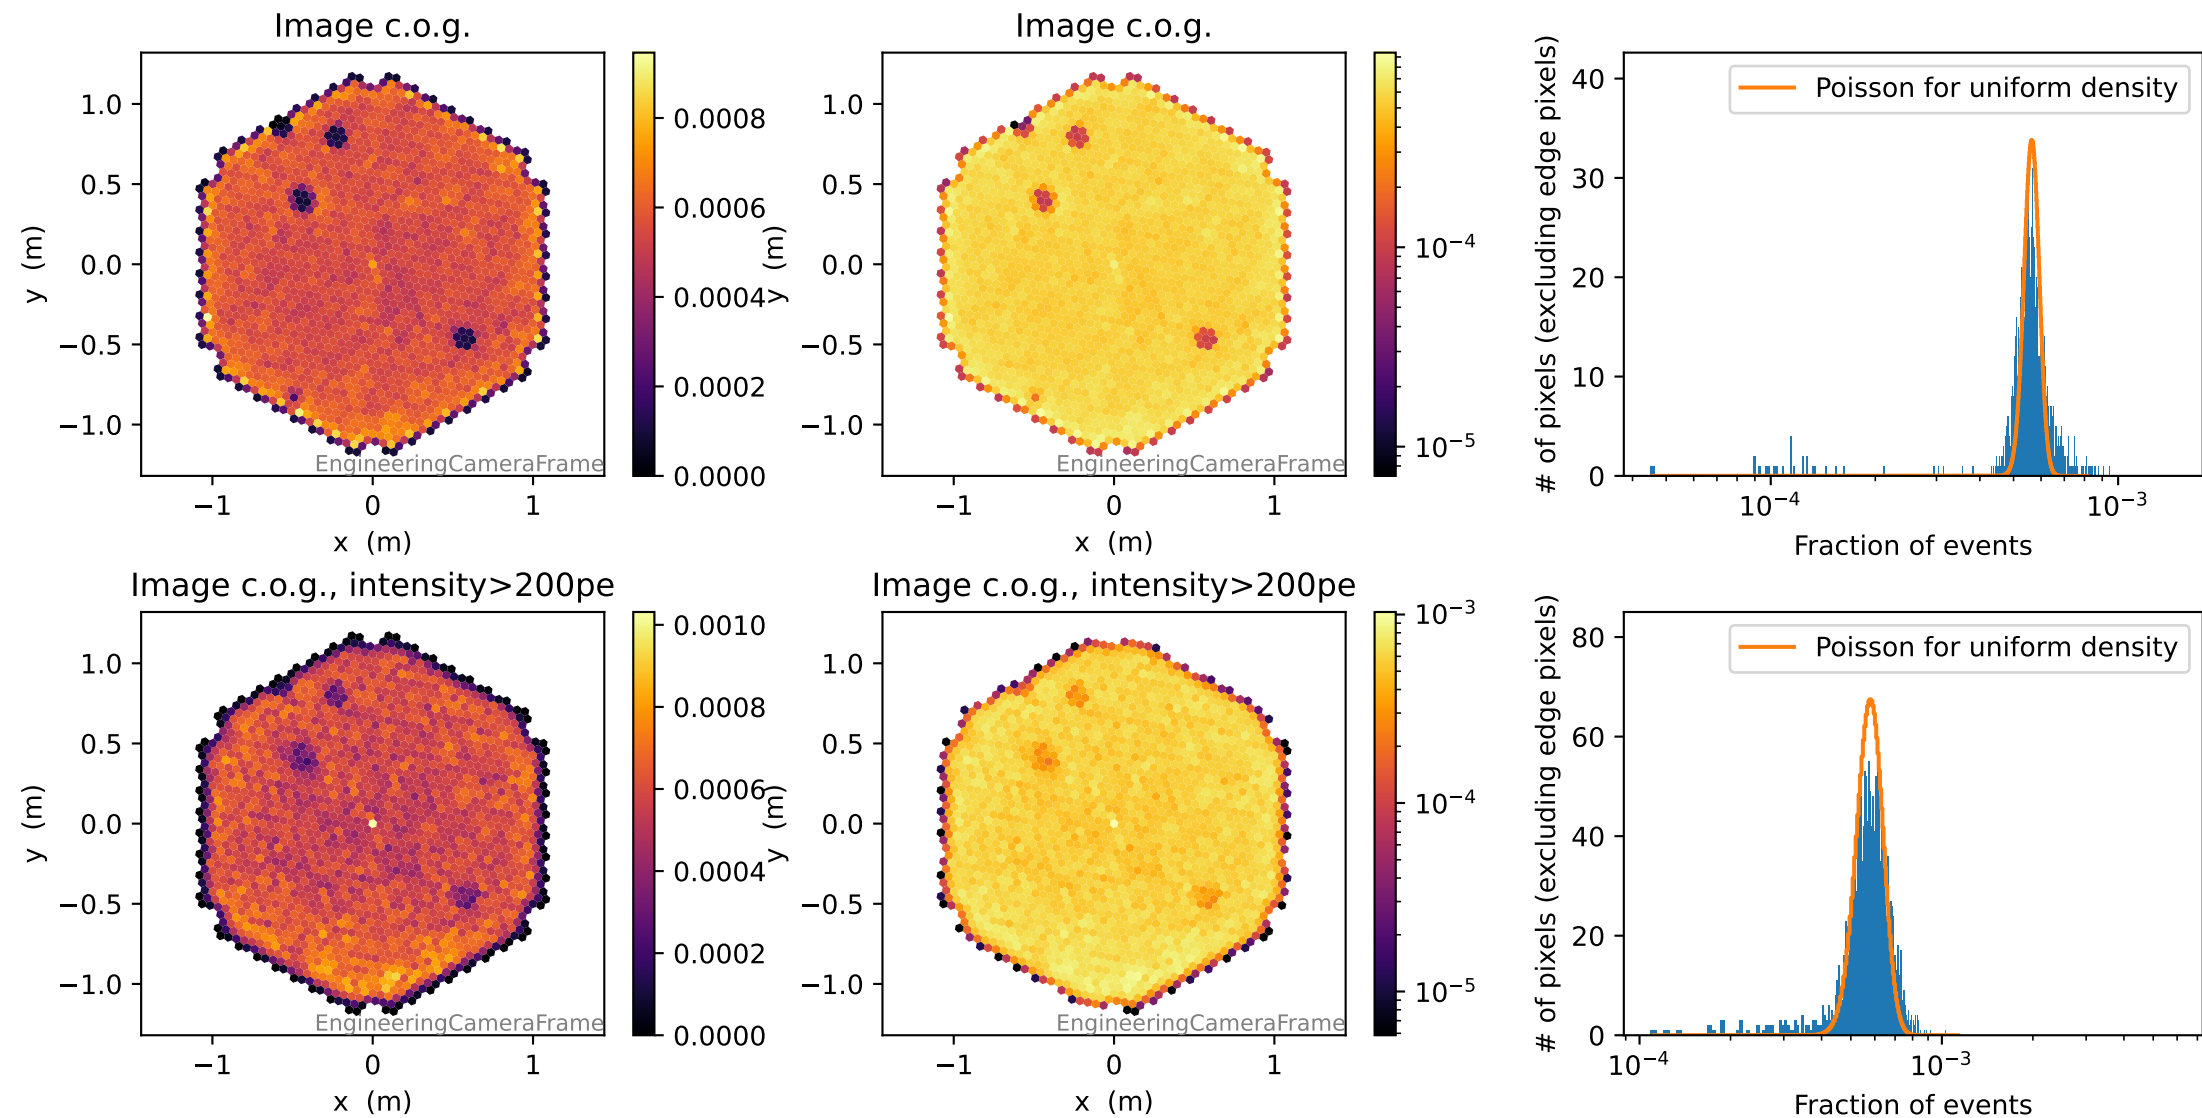 Image c.o.g.
y (m)
1.0
0.5
0.0
−0.5
−1.0
−1 0 1
x (m)
EngineeringCameraFrame
0.0008
0.0006
0.0004
0.0002
0.0000
Image c.o.g.
y (m)
1.0
0.5
0.0
−0.5
−1.0
−1 0 1
x (m)
EngineeringCameraFrame
10⁻⁴
10⁻⁵
# of pixels (excluding edge pixels)
40
30
20
10
0
Poisson for uniform density
10⁻⁴ 10⁻³
Fraction of events
Image c.o.g., intensity>200pe
y (m)
1.0
0.5
0.0
−0.5
−1.0
−1 0 1
x (m)
EngineeringCameraFrame
0.0010
0.0008
0.0006
0.0004
0.0002
0.0000
Image c.o.g., intensity>200pe
y (m)
1.0
0.5
0.0
−0.5
−1.0
−1 0 1
x (m)
EngineeringCameraFrame
10⁻³
10⁻⁴
10⁻⁵
# of pixels (excluding edge pixels)
80
60
40
20
0
Poisson for uniform density
10⁻⁴ 10⁻³
Fraction of events